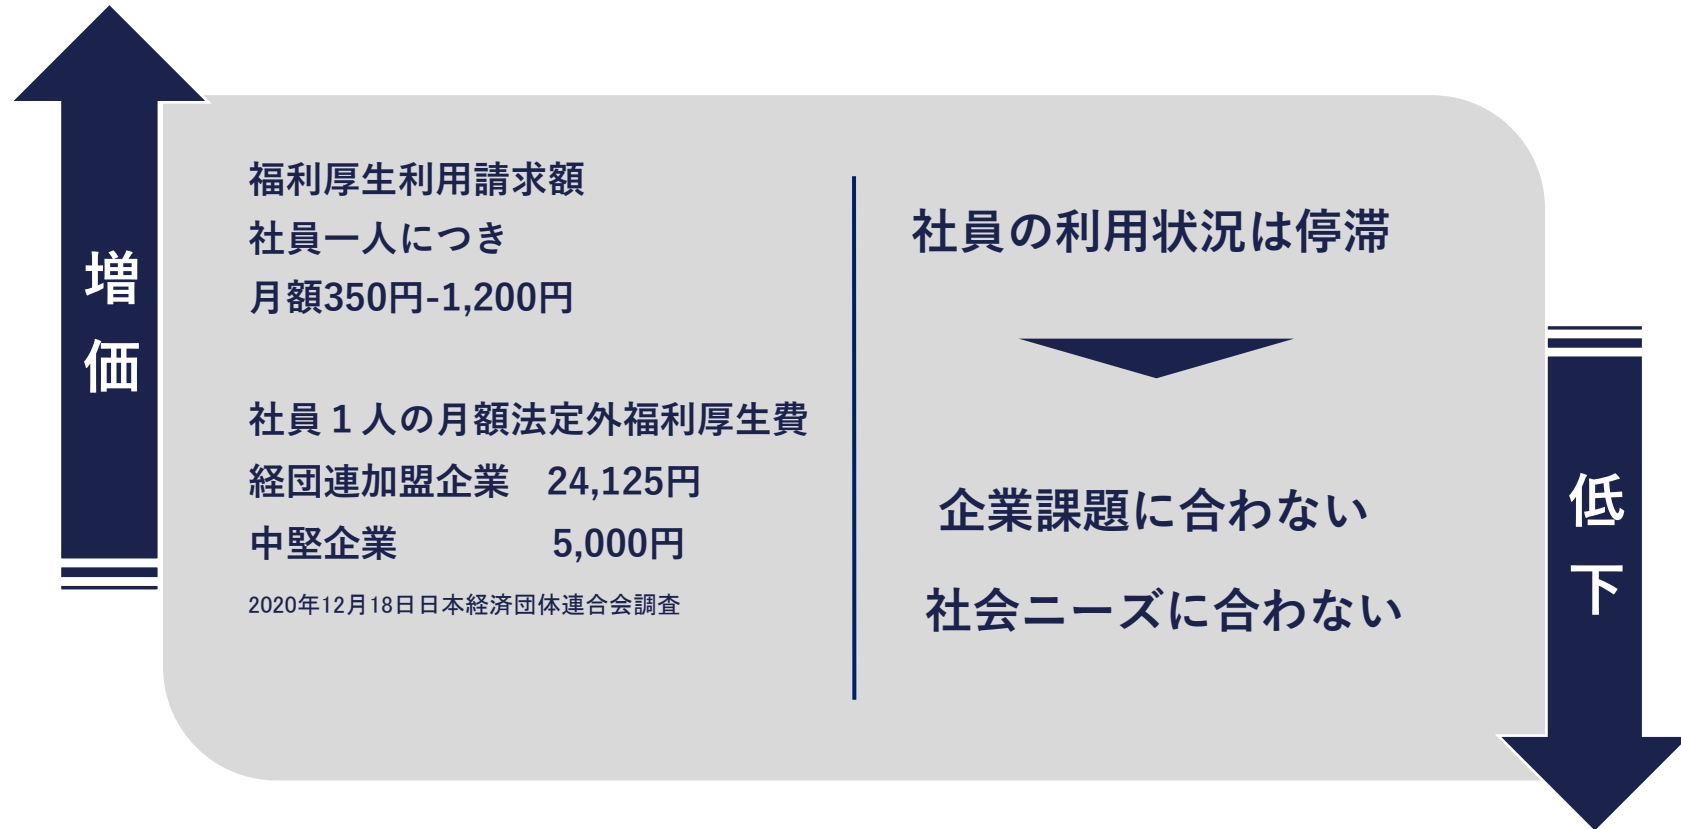 増価
福利厚生利用請求額
社員一人につき
月額350円-1,200円
社員１人の月額法定外福利厚生費
経団連加盟企業　24,125円
中堅企業　　　　5,000円
2020年12月18日日本経済団体連合会調査
社員の利用状況は停滞
企業課題に合わない
社会ニーズに合わない
低下